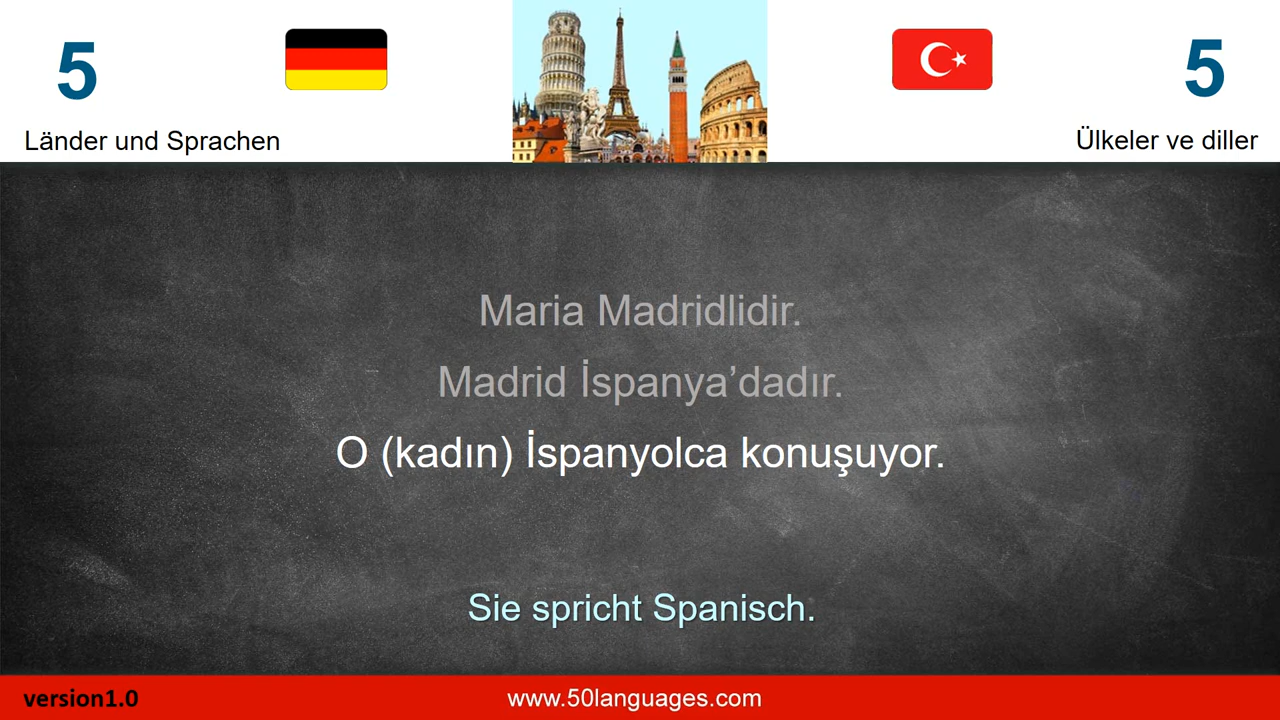 5
5
Länder und Sprachen
Ülkeler ve diller
Maria Madridlidir.
Madrid İspanya’dadır.
O (kadın) İspanyolca konuşuyor.
Sie spricht Spanisch.
version1.0
www.50languages.com